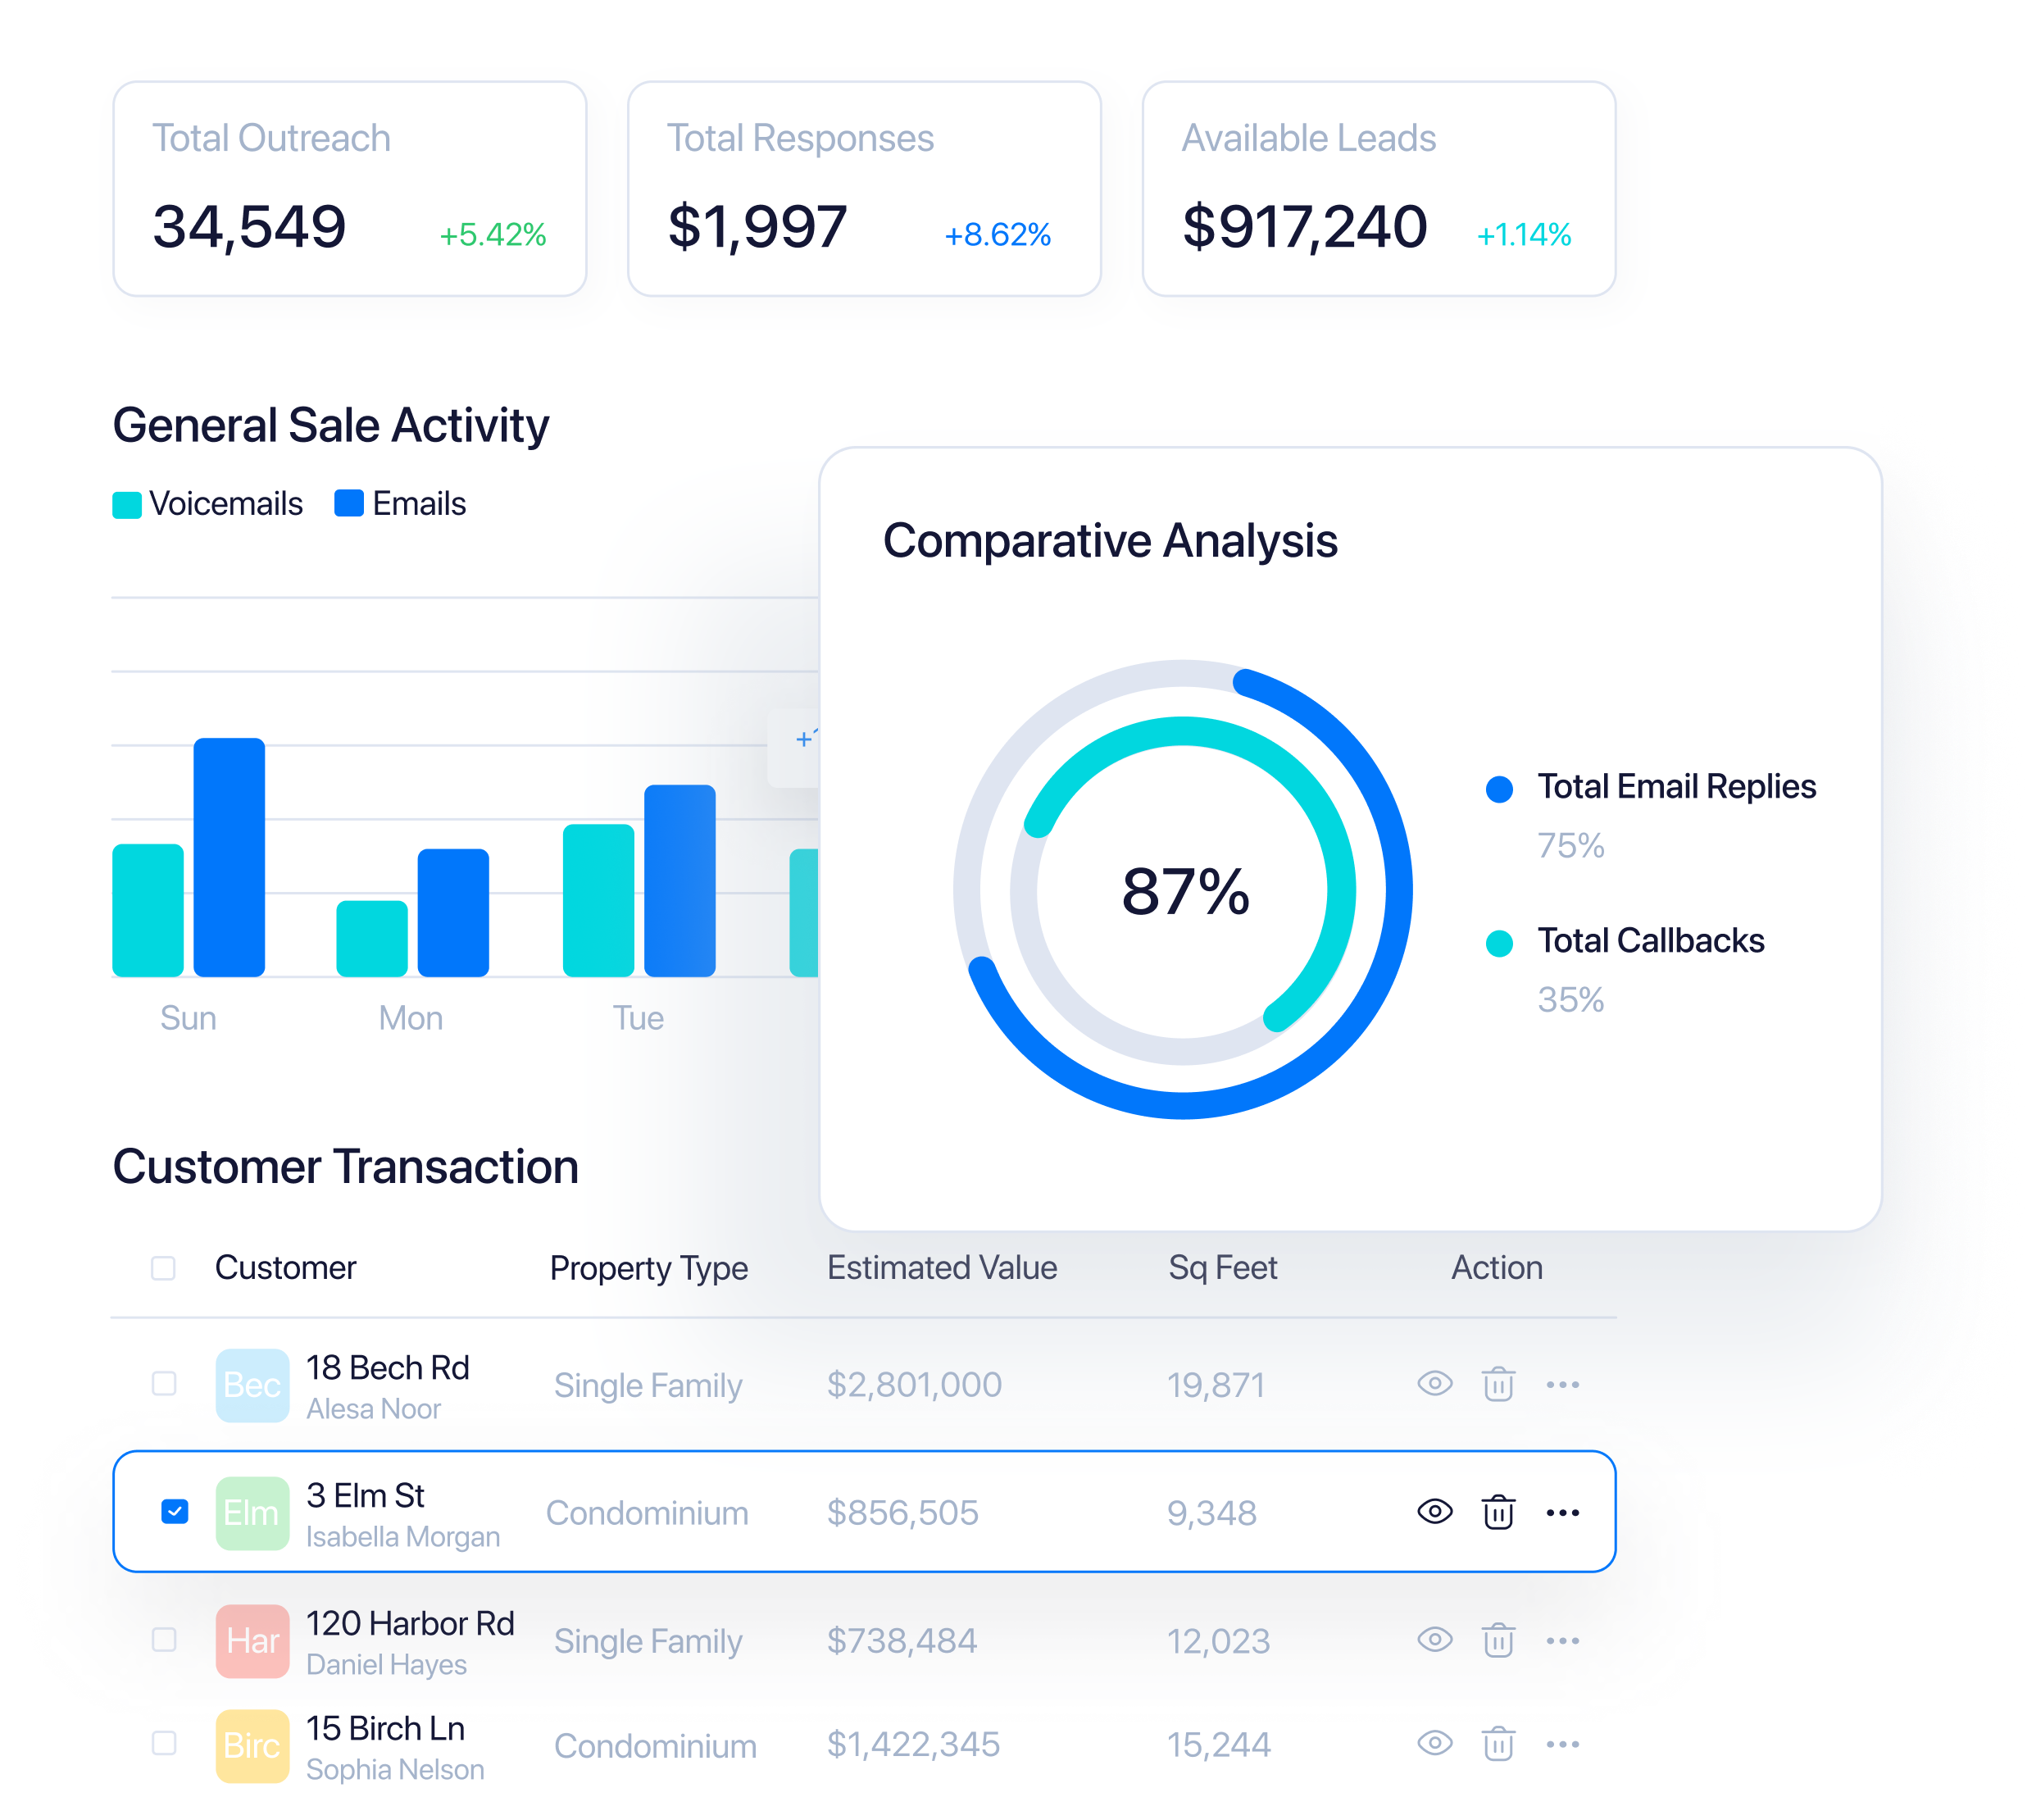 Total Outreach
34,549 +5.42%
Total Responses
$1,997 +8.62%
Available Leads
$917,240 +1.14%
General Sale Activity
Voicemails Emails
Sun Mon Tue
Comparative Analysis
87%
Total Email Replies
75%
Total Callbacks
35%
Customer Transaction
Customer Property Type Estimated Value Sq Feet Action
Bec 18 Bech Rd Single Family $2,801,000 19,871
Alesa Noor
Elm 3 Elm St Condominium $856,505 9,348
Isabella Morgan
Har 120 Harbor Rd Single Family $738,484 12,023
Daniel Hayes
Birc 15 Birch Ln Condominium $1,422,345 15,244
Sophia Nelson